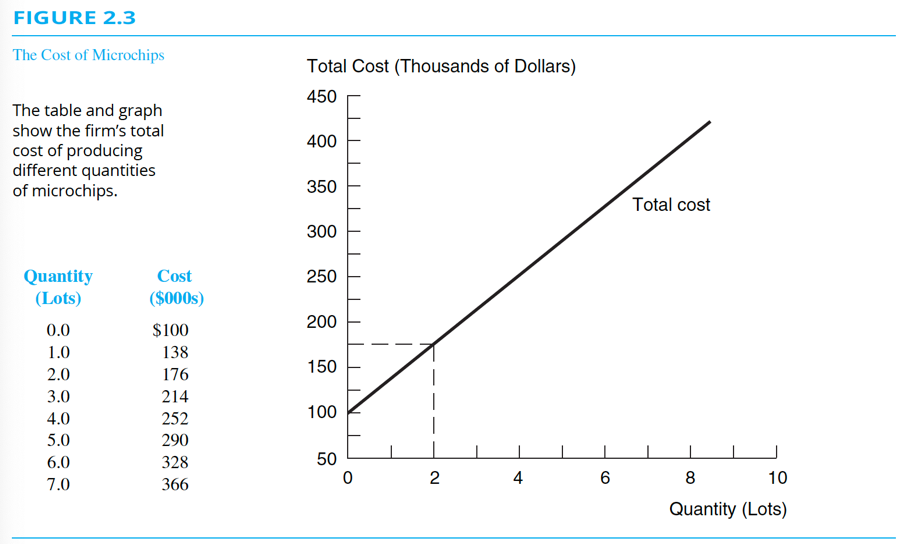 FIGURE 2.3
The Cost of Microchips
The table and graph
show the firm’s total
cost of producing
different quantities
of microchips.
Quantity Cost
(Lots) ($000s)
0.0 $100
1.0 138
2.0 176
3.0 214
4.0 252
5.0 290
6.0 328
7.0 366
Total Cost (Thousands of Dollars)
450
400
350
300
250
200
150
100
50
Total cost
0 2 4 6 8 10
Quantity (Lots)